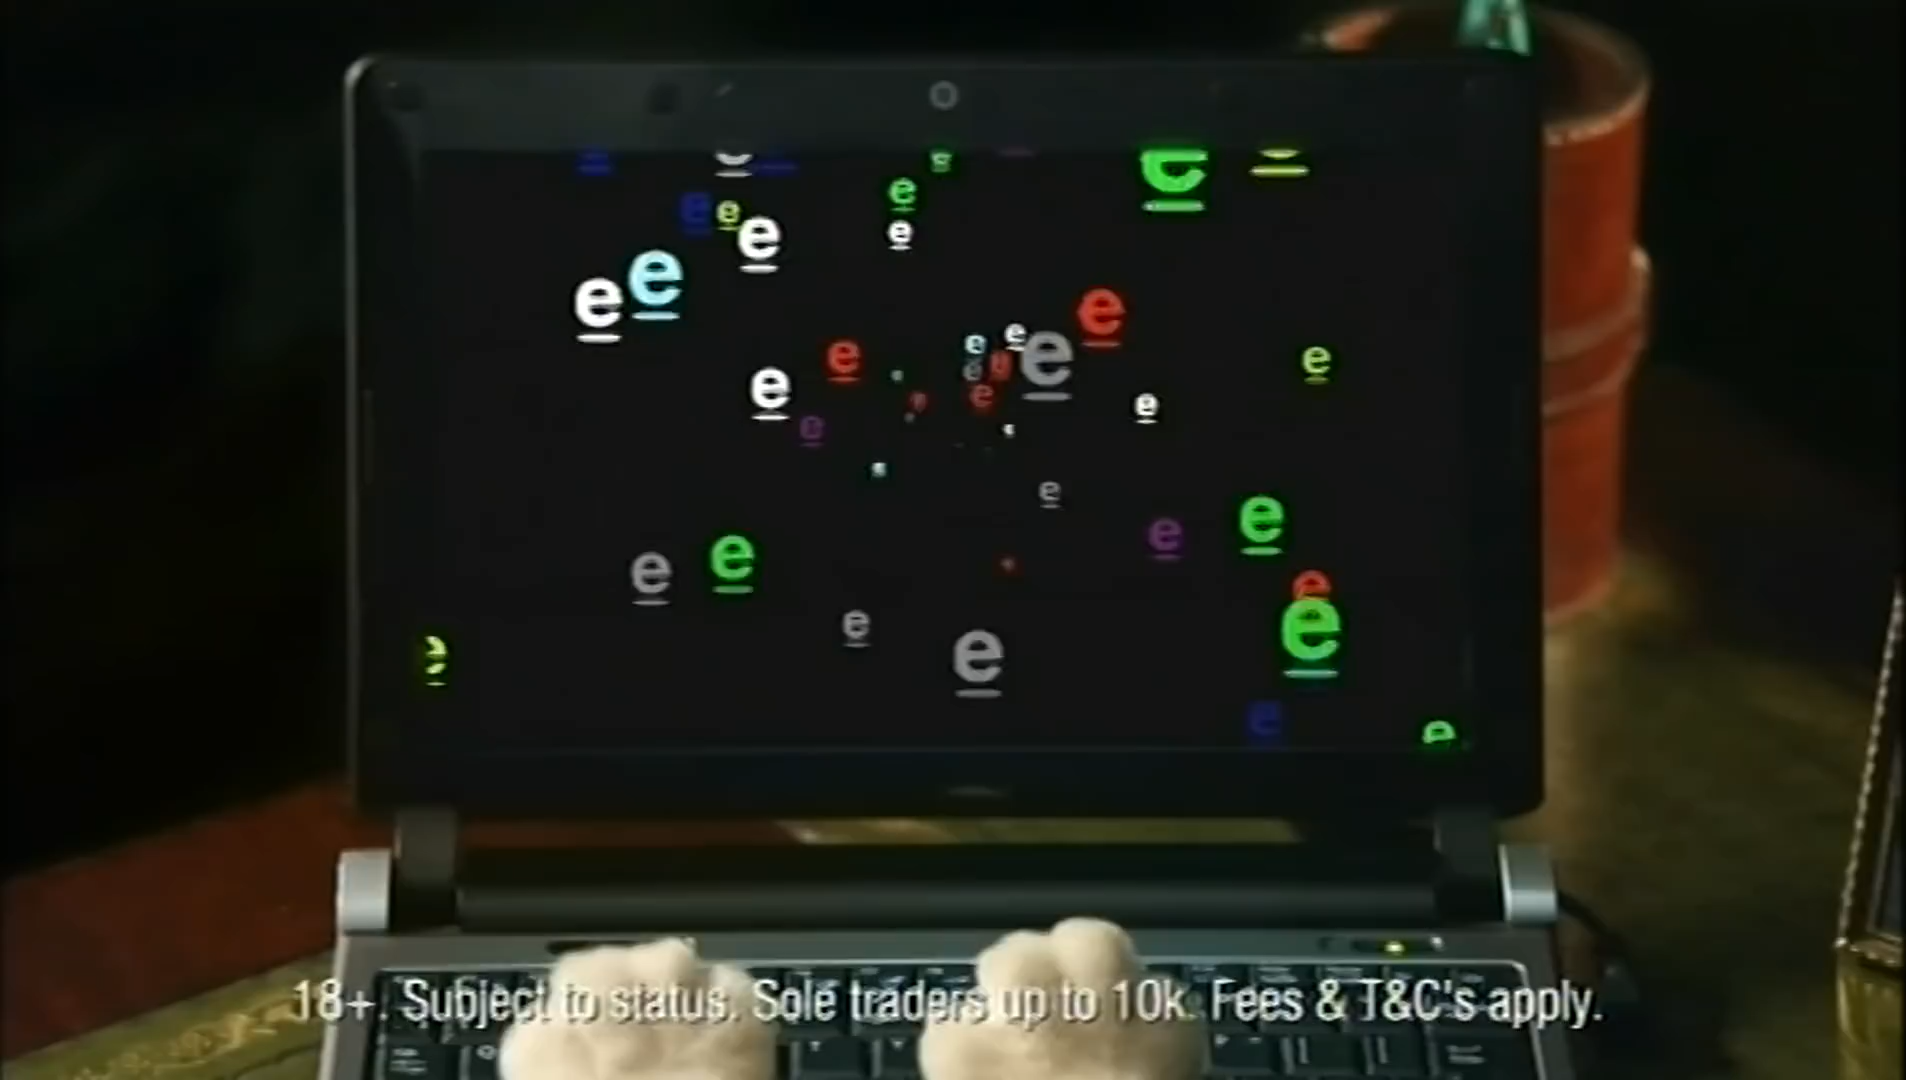 18+. Subject to status. Sole traders up to 10k. Fees & T&C's apply.